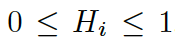 0 ≤ H_i ≤ 1